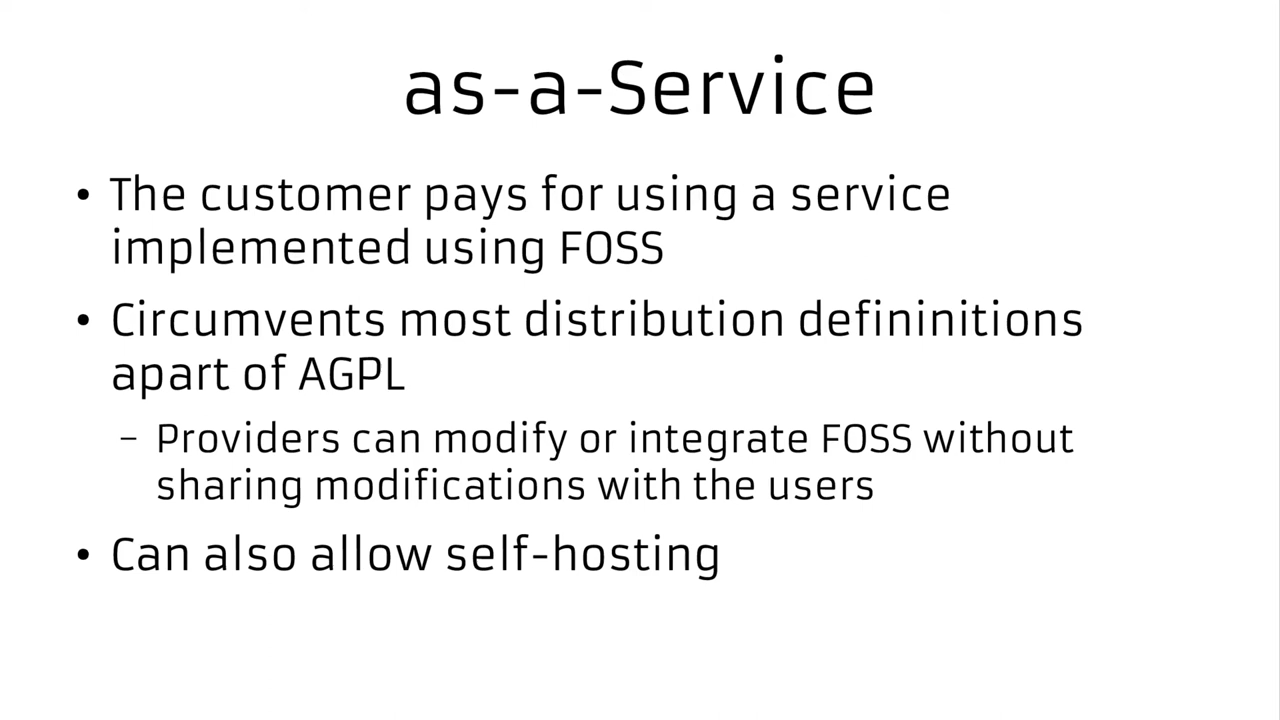 as-a-Service
• The customer pays for using a service
implemented using FOSS
• Circumvents most distribution defininitions
apart of AGPL
– Providers can modify or integrate FOSS without
sharing modifications with the users
• Can also allow self-hosting